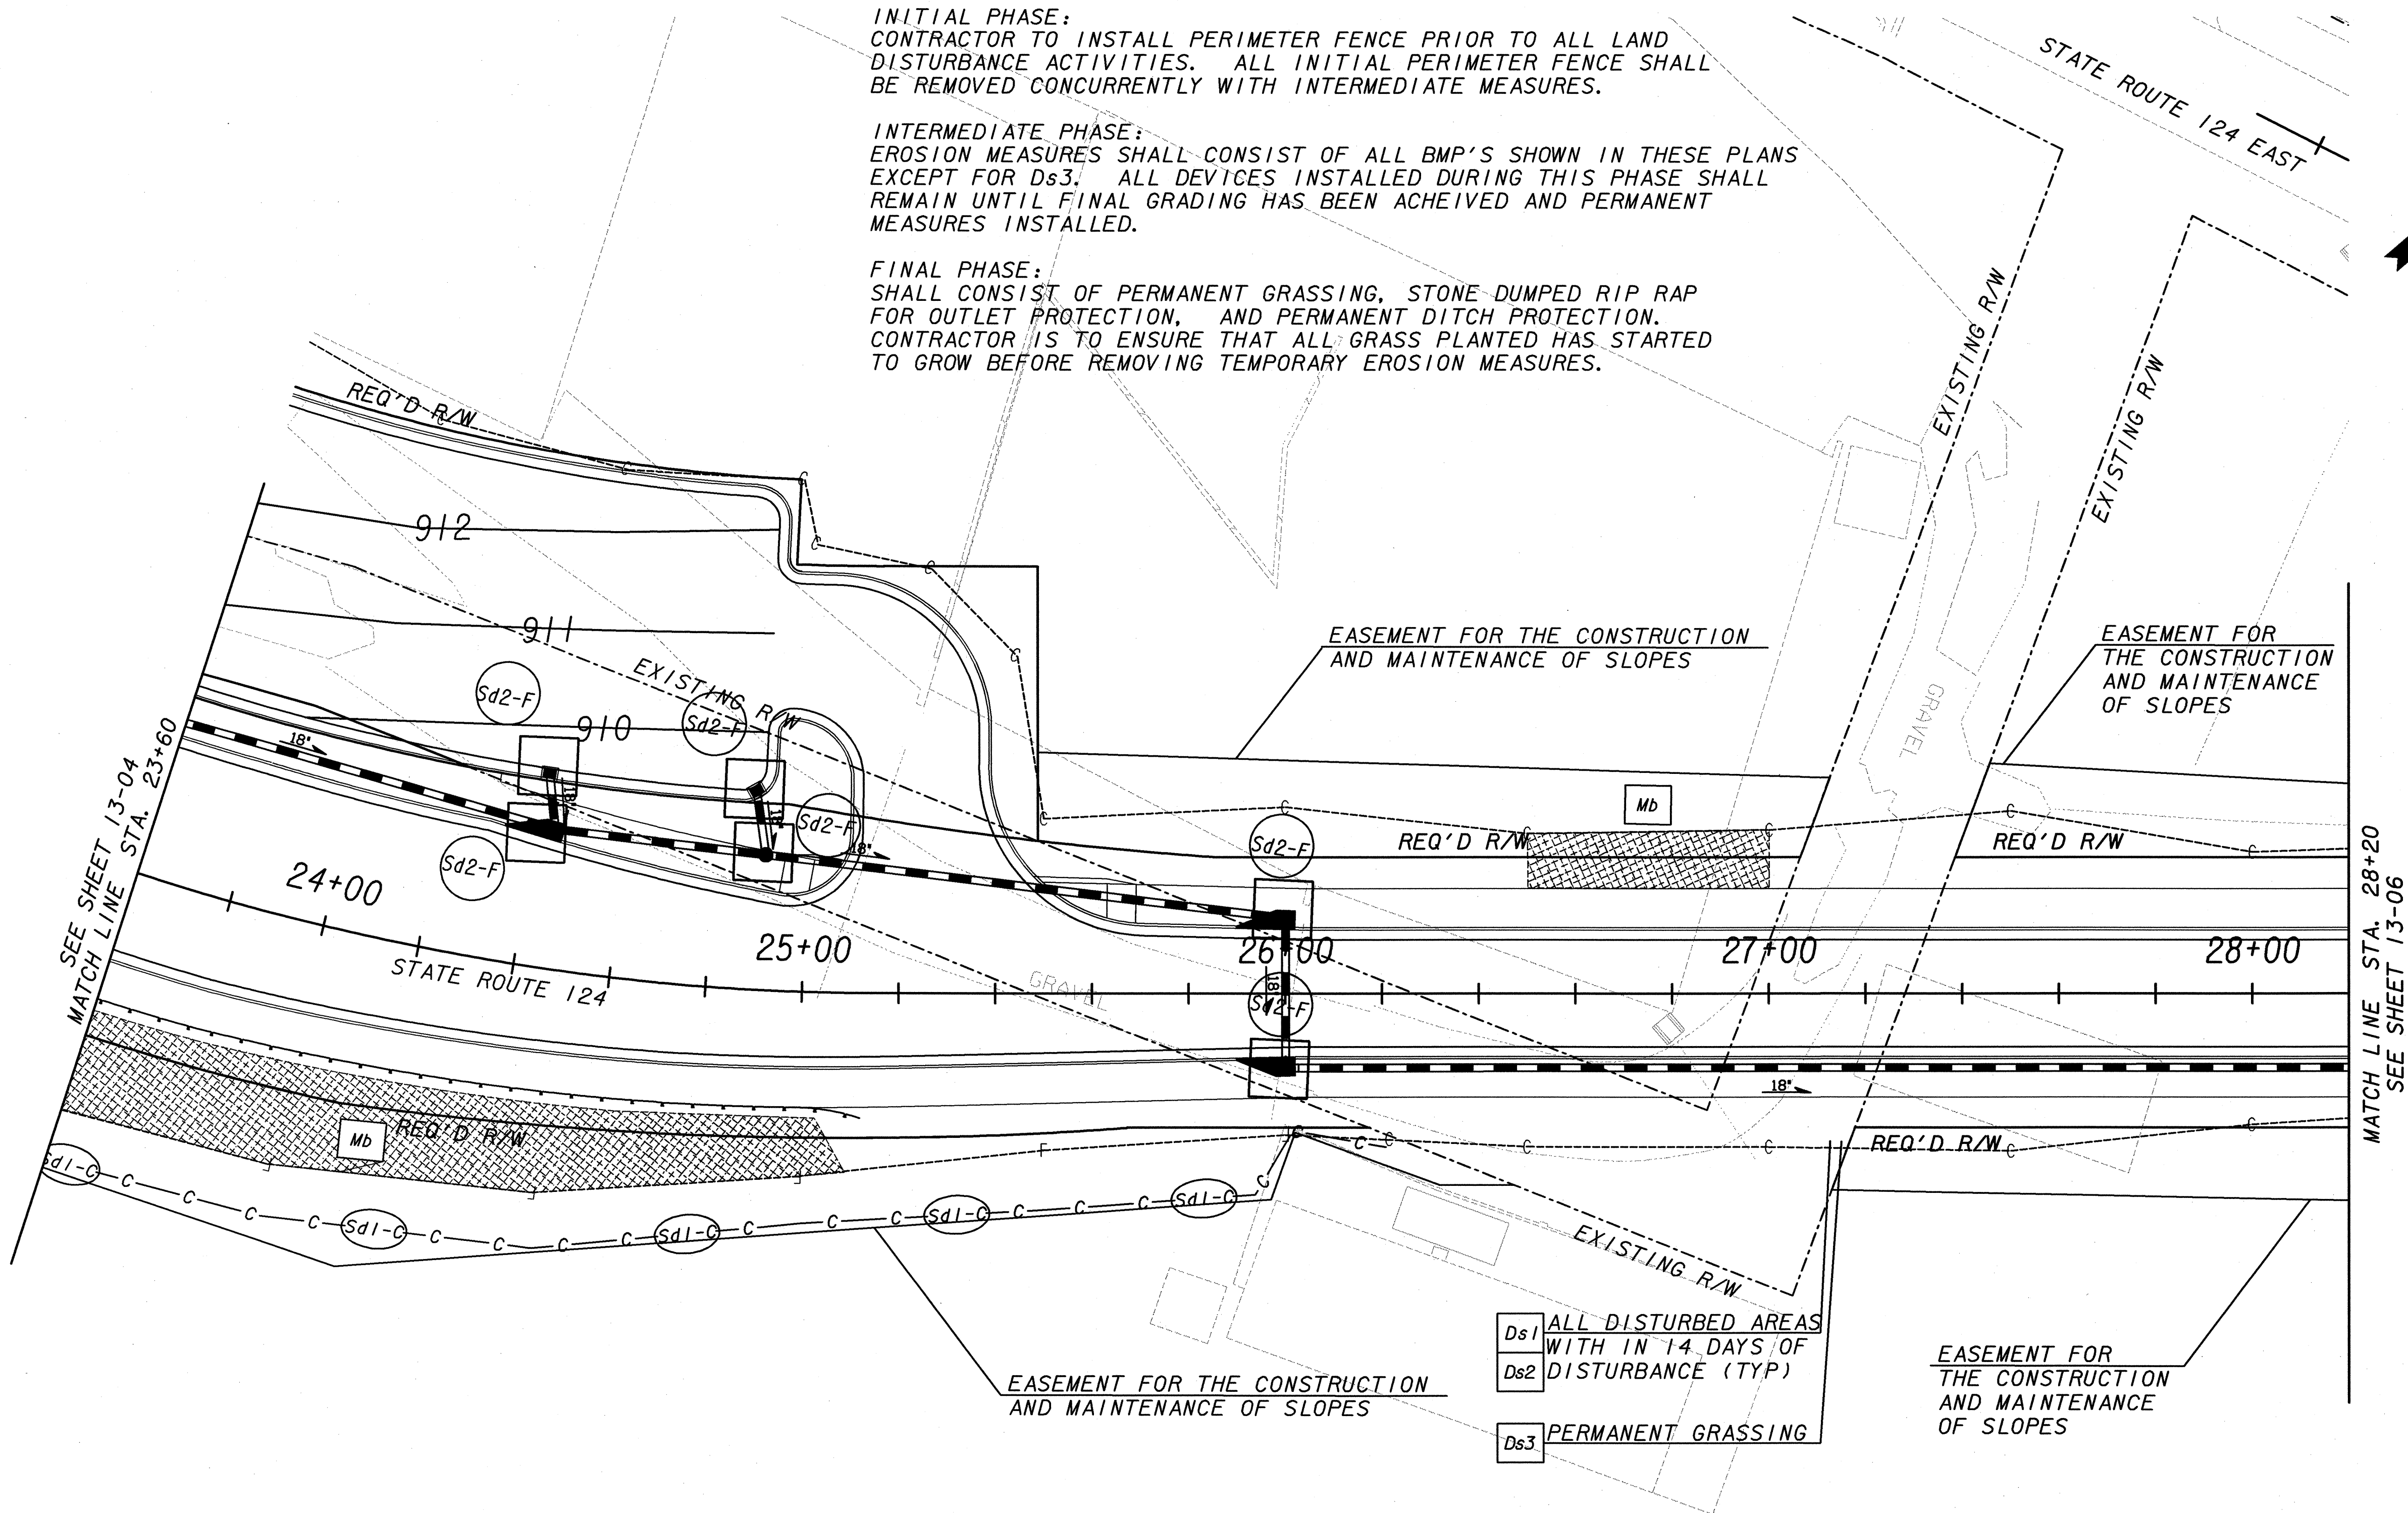 INITIAL PHASE:
CONTRACTOR TO INSTALL PERIMETER FENCE PRIOR TO ALL LAND
DISTURBANCE ACTIVITIES. ALL INITIAL PERIMETER FENCE SHALL
BE REMOVED CONCURRENTLY WITH INTERMEDIATE MEASURES.
INTERMEDIATE PHASE:
EROSION MEASURES SHALL CONSIST OF ALL BMP'S SHOWN IN THESE PLANS
EXCEPT FOR Ds3. ALL DEVICES INSTALLED DURING THIS PHASE SHALL
REMAIN UNTIL FINAL GRADING HAS BEEN ACHEIVED AND PERMANENT
MEASURES INSTALLED.
FINAL PHASE:
SHALL CONSIST OF PERMANENT GRASSING, STONE DUMPED RIP RAP
FOR OUTLET PROTECTION, AND PERMANENT DITCH PROTECTION.
CONTRACTOR IS TO ENSURE THAT ALL GRASS PLANTED HAS STARTED
TO GROW BEFORE REMOVING TEMPORARY EROSION MEASURES.
STATE ROUTE 124 EAST
EXISTING R/W
EXISTING R/W
REQ'D R/W
C
C
C
C
C
C
912
911
910
EXISTING R/W
Sd2-F
Sd2-F
EASEMENT FOR THE CONSTRUCTION
AND MAINTENANCE OF SLOPES
EASEMENT FOR
THE CONSTRUCTION
AND MAINTENANCE
OF SLOPES
GRAVEL
SEE SHEET 13-04
MATCH LINE STA. 23+60
18"
18"
18"
18"
Sd2-F
Sd2-F
Sd2-F
C
C
C
C
C
C
Mb
REQ'D R/W
REQ'D R/W
24+00
25+00
26+00
27+00
28+00
STATE ROUTE 124
GRAVEL
18"
Sd2-F
18"
MATCH LINE STA. 28+20
SEE SHEET 13-06
Mb
REQ'D R/W
F
C
C
C
C
C
C
C
REQ'D R/W
Sd1-C
C
C
C
C
Sd1-C
C
C
C
C
Sd1-C
C
C
C
Sd1-C
C
C
C
Sd1-C
C
EXISTING R/W
Ds1
Ds2
ALL DISTURBED AREAS
WITH IN 14 DAYS OF
DISTURBANCE (TYP)
Ds3
PERMANENT GRASSING
EASEMENT FOR THE CONSTRUCTION
AND MAINTENANCE OF SLOPES
EASEMENT FOR
THE CONSTRUCTION
AND MAINTENANCE
OF SLOPES